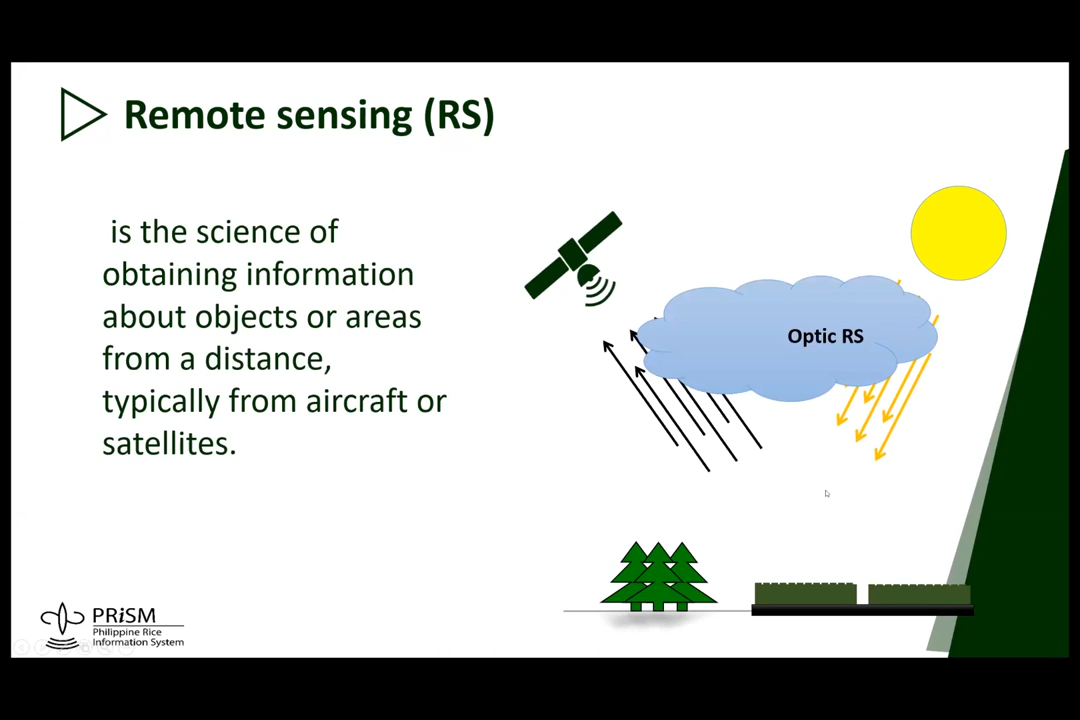 Remote sensing (RS)
is the science of
obtaining information
about objects or areas
from a distance,
typically from aircraft or
satellites.
Optic RS
PRiSM
Philippine Rice
Information System